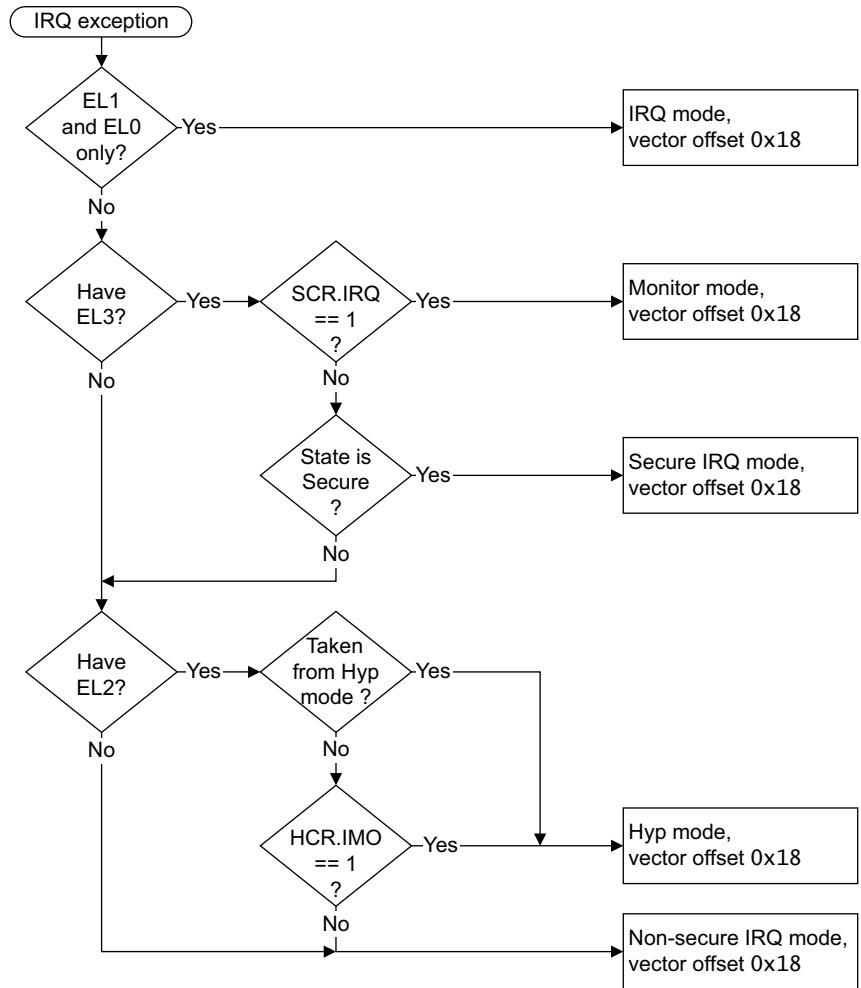 IRQ exception
EL1
and EL0
only?
Yes
IRQ mode,
vector offset 0x18
No
Have
EL3?
Yes
SCR.IRQ
== 1
?
Yes
Monitor mode,
vector offset 0x18
No
No
State is
Secure
?
Yes
Secure IRQ mode,
vector offset 0x18
No
Have
EL2?
Yes
Taken
from Hyp
mode ?
Yes
No
No
HCR.IMO
== 1
?
Yes
Hyp mode,
vector offset 0x18
No
Non-secure IRQ mode,
vector offset 0x18